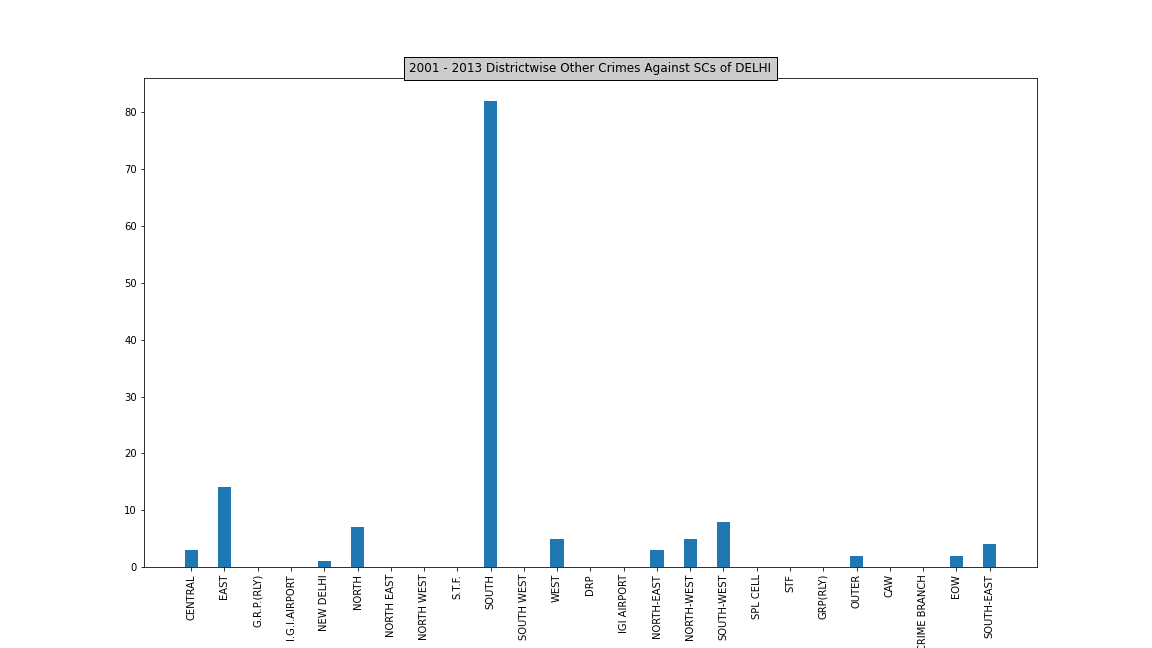 2001 - 2013 Districtwise Other Crimes Against SCs of DELHI
80
70
60
50
40
30
20
10
0
CENTRAL
EAST
G.R.P.(RLY)
I.G.I.AIRPORT
NEW DELHI
NORTH
NORTH EAST
NORTH WEST
S.T.F.
SOUTH
SOUTH WEST
WEST
DRP
IGI AIRPORT
NORTH-EAST
NORTH-WEST
SOUTH-WEST
SPL CELL
STF
GRP(RLY)
OUTER
CAW
CRIME BRANCH
EOW
SOUTH-EAST